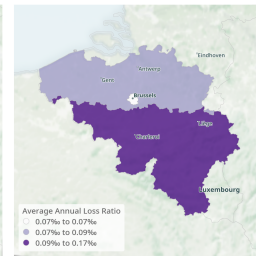 Eindhoven
Antwerp
Gent
Brussels
Liège
Charleroi
Luxembourg
Average Annual Loss Ratio
0.07‰ to 0.07‰
0.07‰ to 0.09‰
0.09‰ to 0.17‰